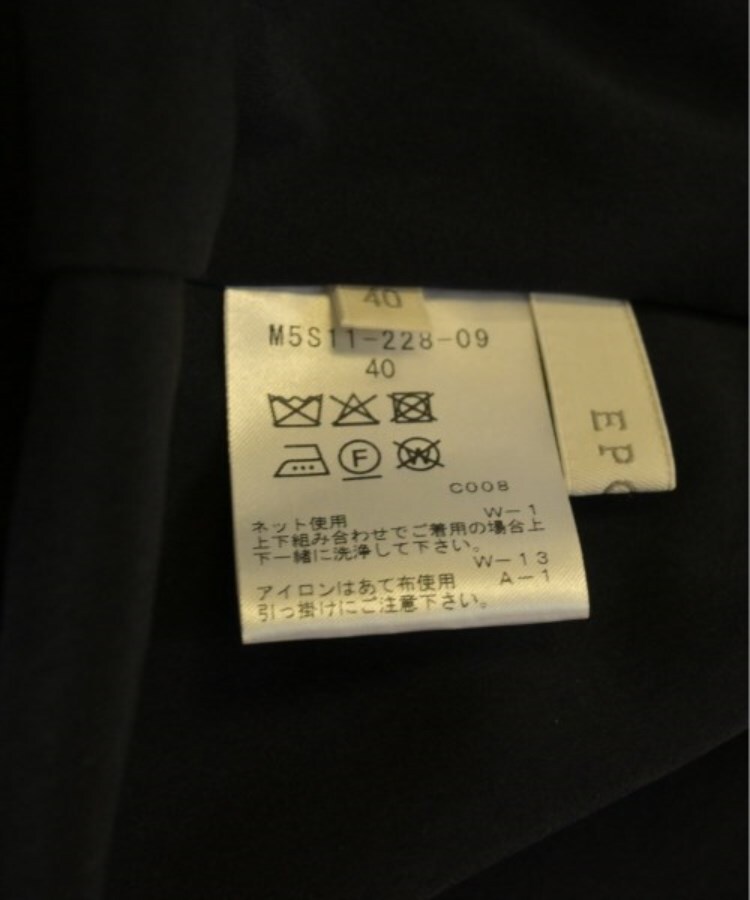 40
M5S11-228-09
40
F
W
C008
W-1
ネット使用
上下組み合わせでご着用の場合上
下一緒に洗浄して下さい。
W-13
アイロンはあて布使用 A-1
引っ掛けにご注意下さい。
EPO